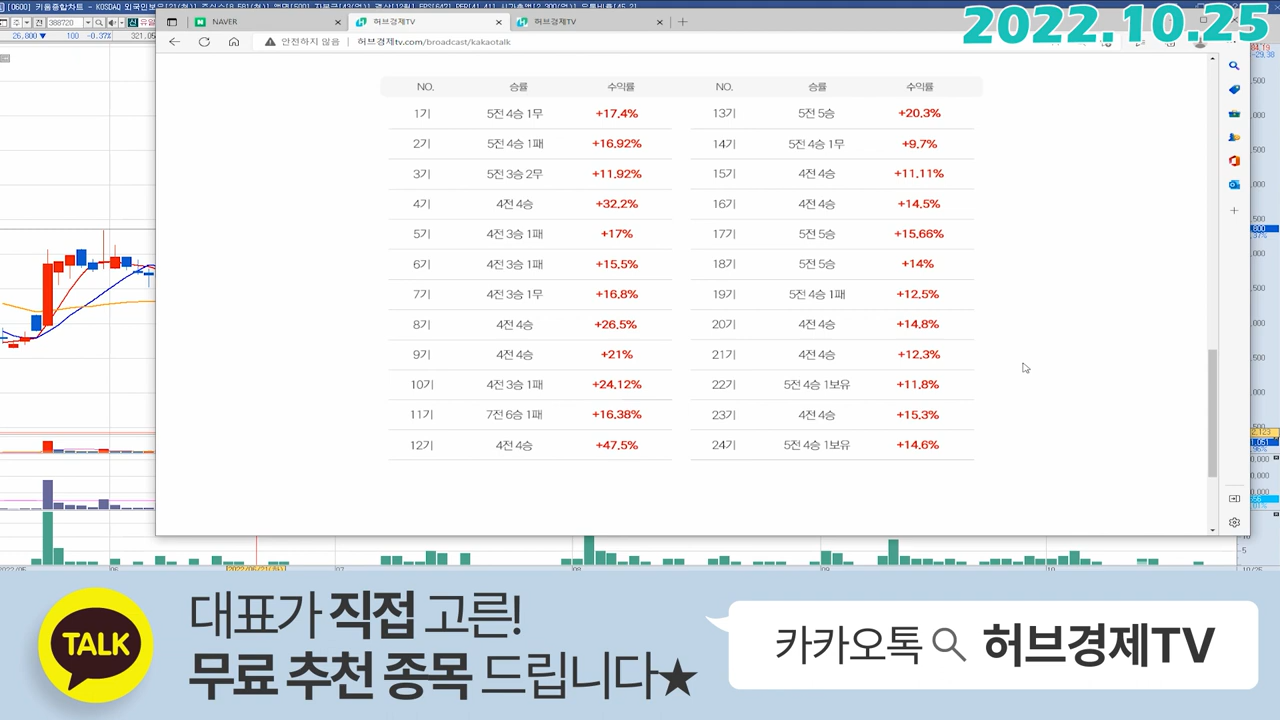 2022.10.25
[0600] 키움종합차트 - KOSDAQ
388720
26,800 ▼ 100 -0.37%
NAVER
허브경제TV
허브경제TV
안전하지 않음 허브경제tv.com/broadcast/kakaotalk
NO. 승률 수익률 NO. 승률 수익률
1기 5전 4승 1무 +17.4% 13기 5전 5승 +20.3%
2기 5전 4승 1패 +16.92% 14기 5전 4승 1무 +9.7%
3기 5전 3승 2무 +11.92% 15기 4전 4승 +11.11%
4기 4전 4승 +32.2% 16기 4전 4승 +14.5%
5기 4전 3승 1패 +17% 17기 5전 5승 +15.66%
6기 4전 3승 1패 +15.5% 18기 5전 5승 +14%
7기 4전 3승 1무 +16.8% 19기 5전 4승 1패 +12.5%
8기 4전 4승 +26.5% 20기 4전 4승 +14.8%
9기 4전 4승 +21% 21기 4전 4승 +12.3%
10기 4전 3승 1패 +24.12% 22기 5전 4승 1보유 +11.8%
11기 7전 6승 1패 +16.38% 23기 4전 4승 +15.3%
12기 4전 4승 +47.5% 24기 5전 4승 1보유 +14.6%
TALK
대표가 직접 고른!
무료 추천 종목 드립니다★
카카오톡 허브경제TV